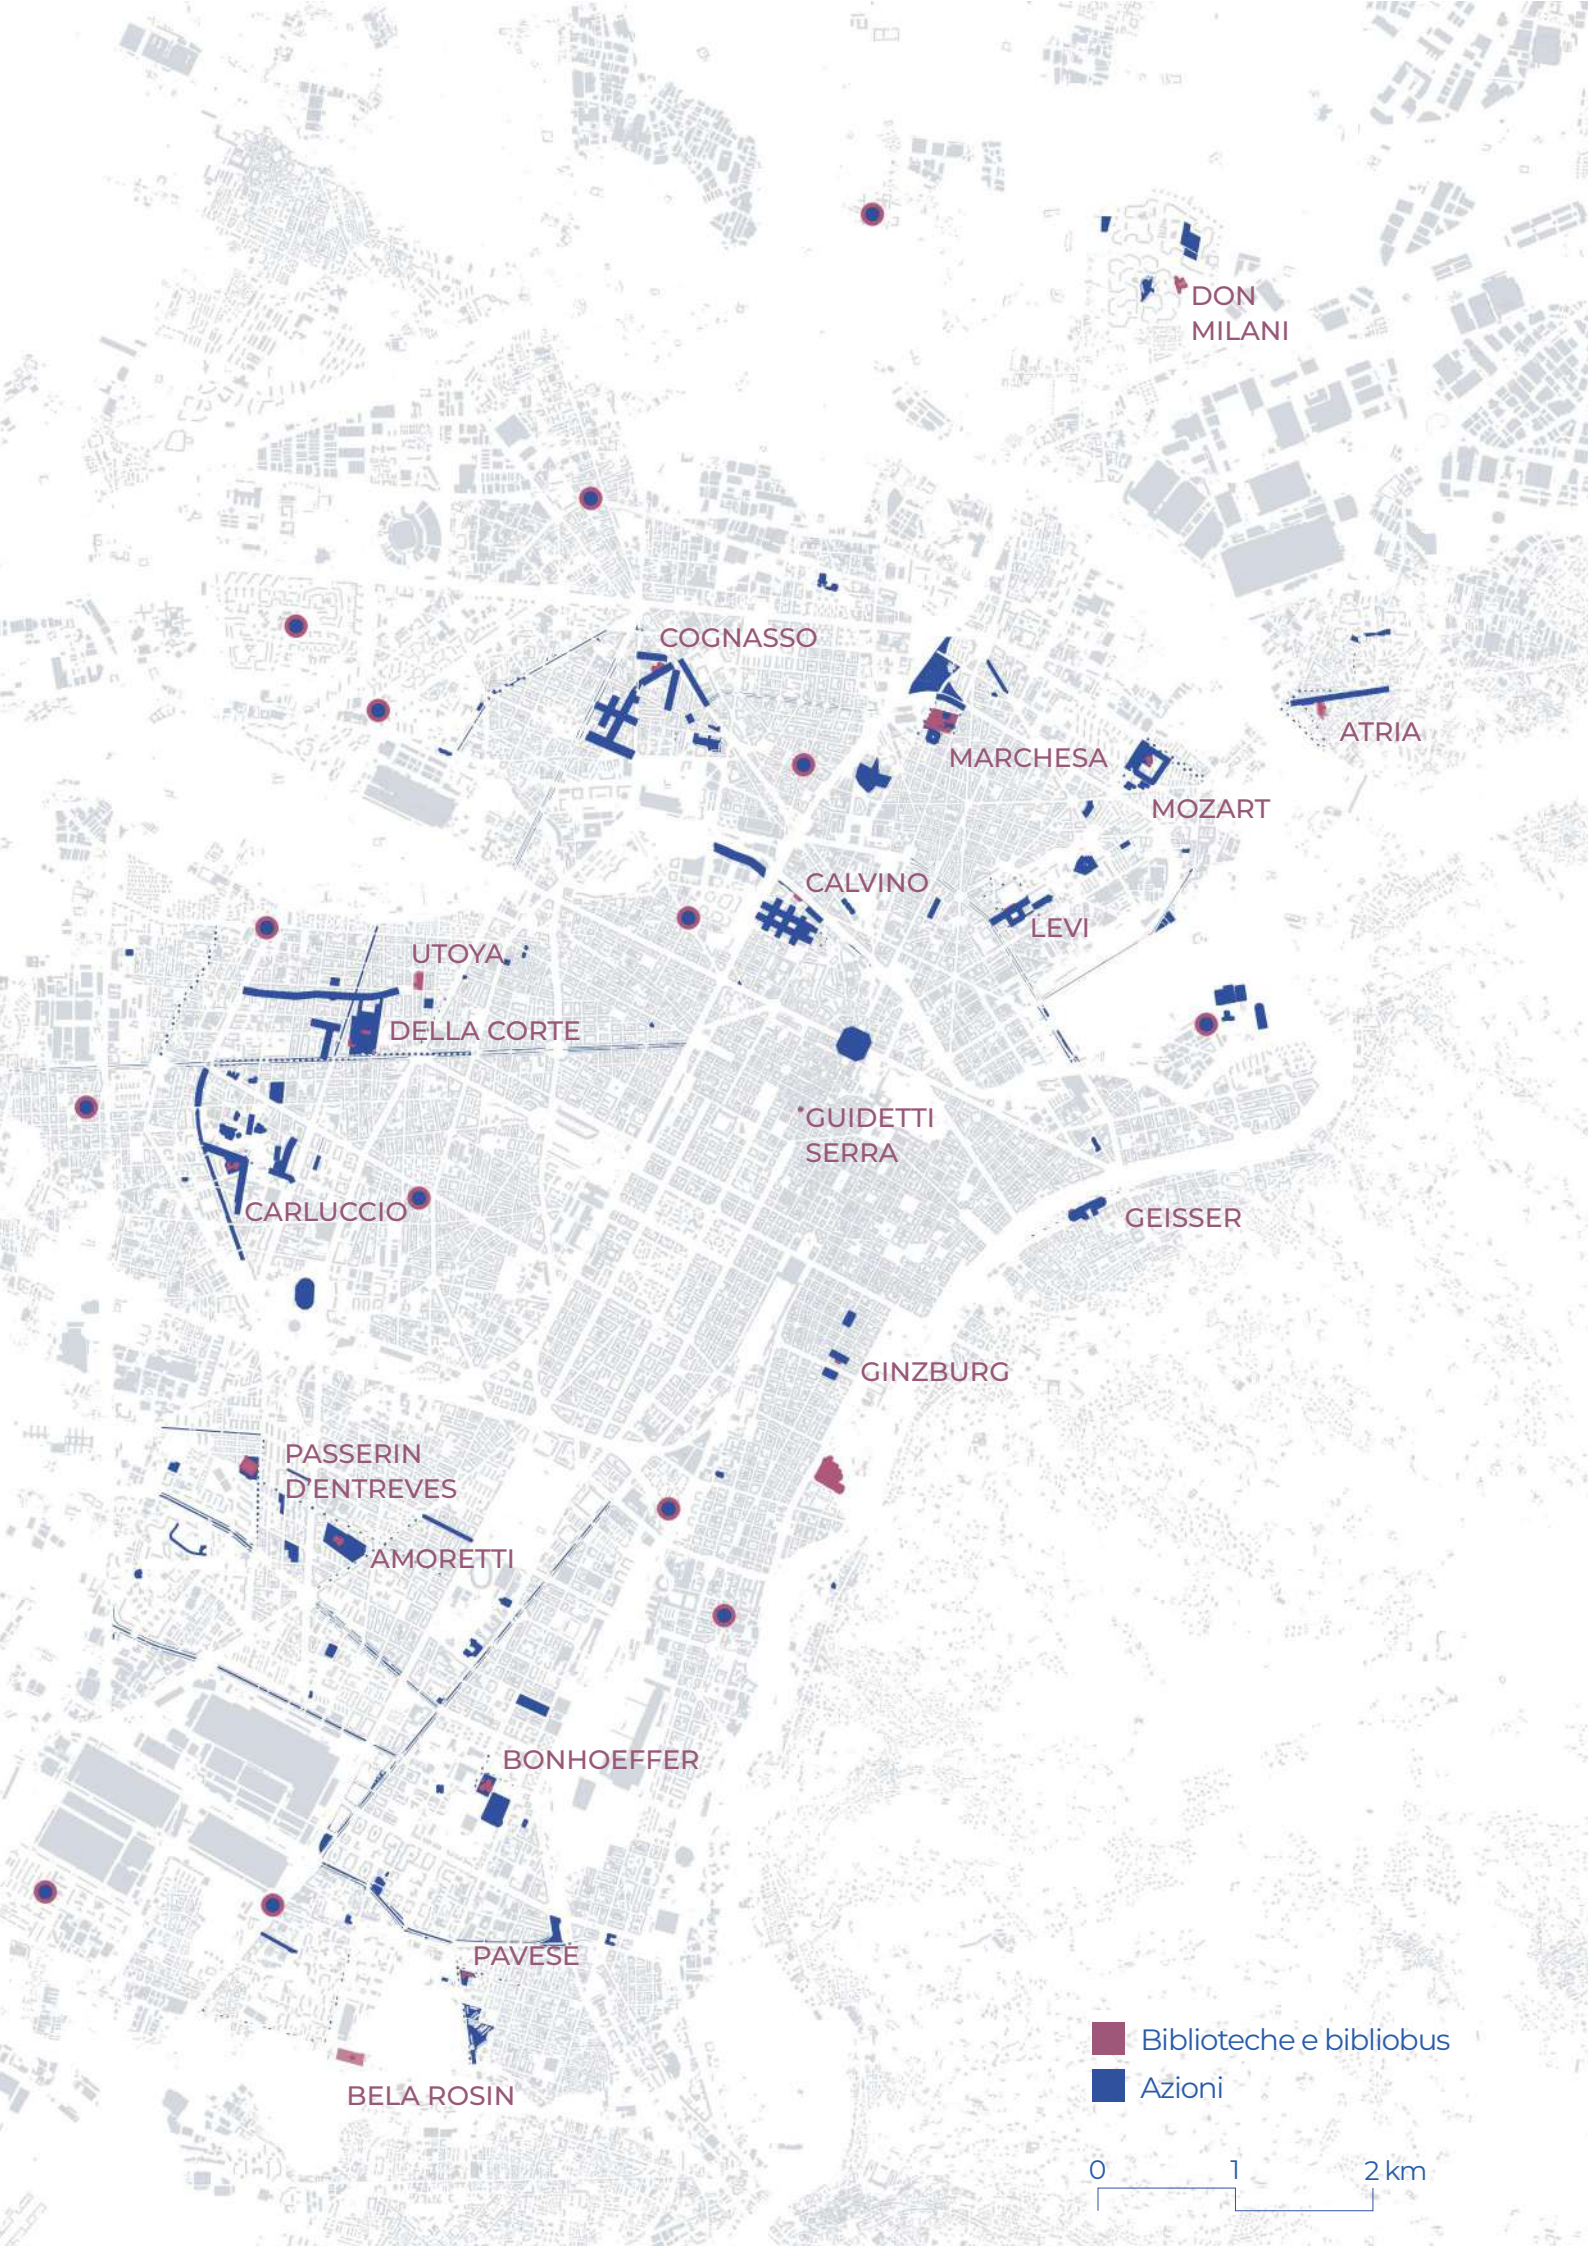 DON
MILANI
COGNASSO
ATRIA
MARCHESA
MOZART
CALVINO
LEVI
UTOYA
DELLA CORTE
GUIDETTI
SERRA
CARLUCCIO
GEISSER
GINZBURG
PASSERIN
D'ENTREVES
AMORETTI
BONHOEFFER
PAVESE
BELA ROSIN
Biblioteche e bibliobus
Azioni
0 1 2 km